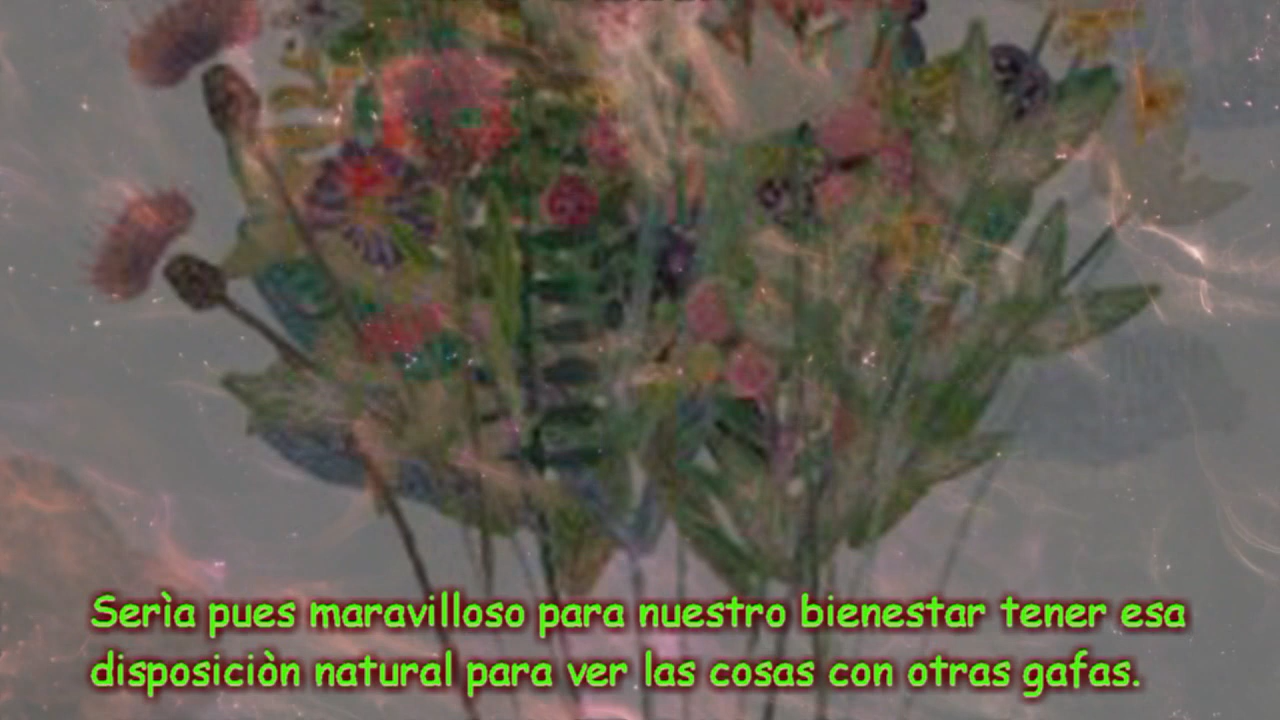 Serìa pues maravilloso para nuestro bienestar tener esa
disposiciòn natural para ver las cosas con otras gafas.